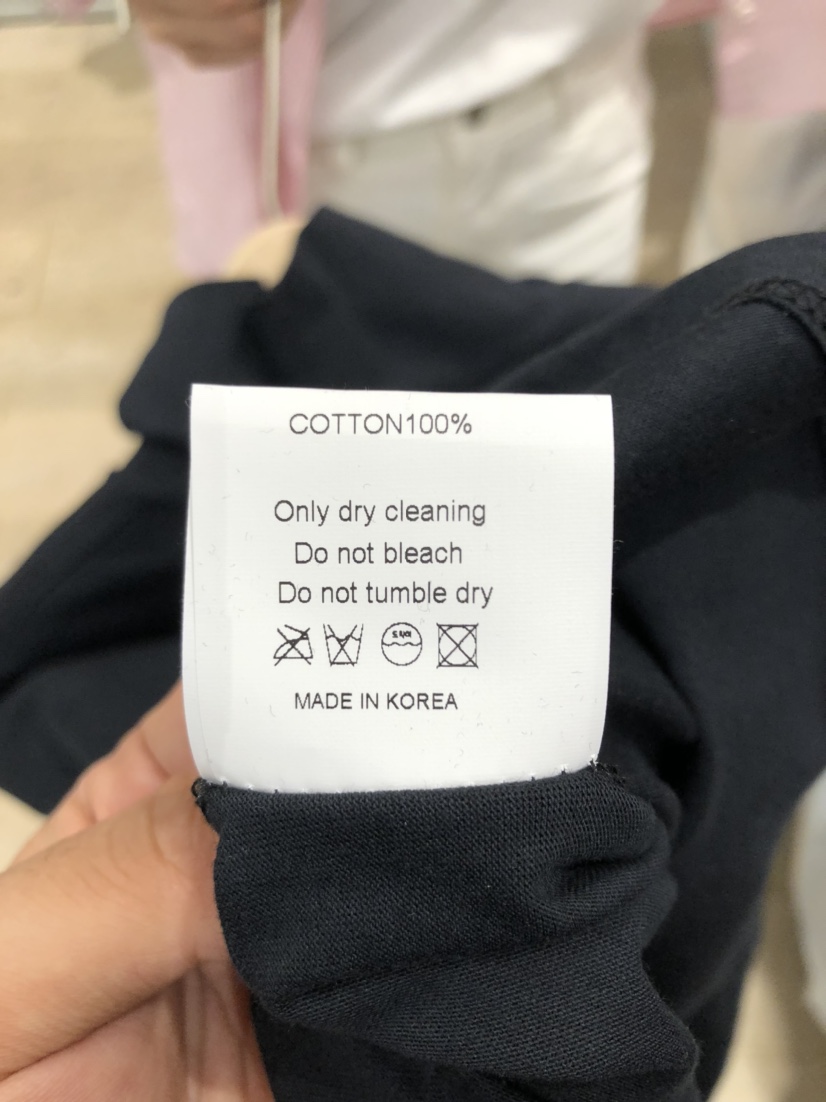 COTTON100%
Only dry cleaning
Do not bleach
Do not tumble dry
MADE IN KOREA